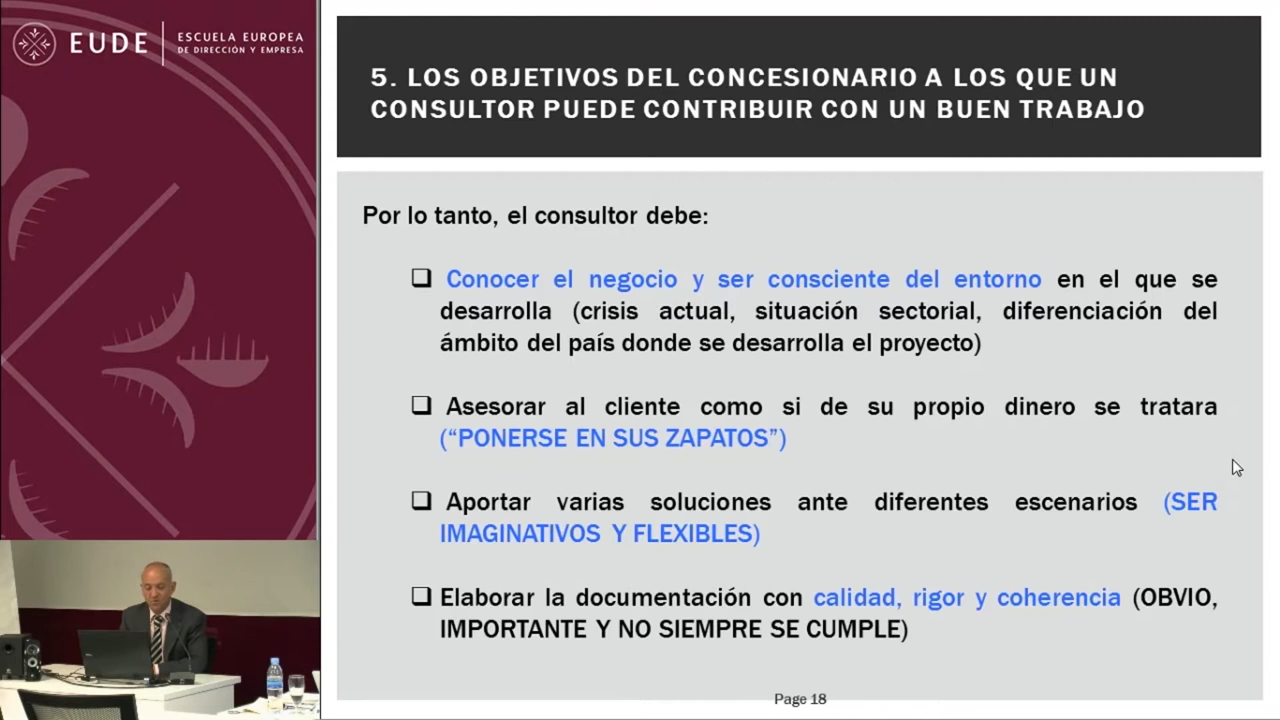 EUDE
ESCUELA EUROPEA
DE DIRECCIÓN Y EMPRESA
5. LOS OBJETIVOS DEL CONCESIONARIO A LOS QUE UN
CONSULTOR PUEDE CONTRIBUIR CON UN BUEN TRABAJO
Por lo tanto, el consultor debe:
Conocer el negocio y ser consciente del entorno en el que se
desarrolla (crisis actual, situación sectorial, diferenciación del
ámbito del país donde se desarrolla el proyecto)
Asesorar al cliente como si de su propio dinero se tratara
(“PONERSE EN SUS ZAPATOS”)
Aportar varias soluciones ante diferentes escenarios (SER
IMAGINATIVOS Y FLEXIBLES)
Elaborar la documentación con calidad, rigor y coherencia (OBVIO,
IMPORTANTE Y NO SIEMPRE SE CUMPLE)
Page 18